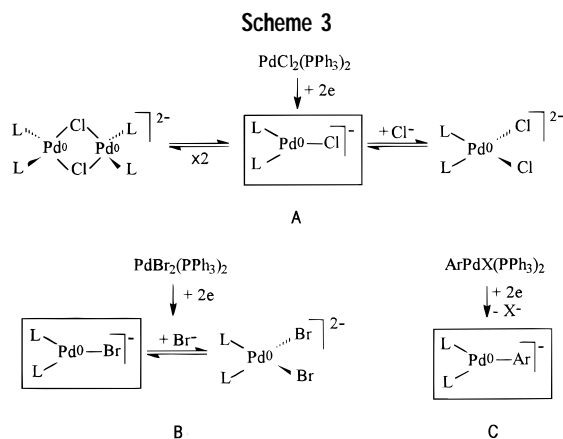 Scheme 3
PdCl2(PPh3)2
+ 2e
L Cl L 2-
Pd0 Pd0
L Cl L
x2
L
Pd0 Cl -
L
+ Cl-
L Cl 2-
Pd0
L Cl
A
PdBr2(PPh3)2
+ 2e
L
Pd0 Br -
L
+ Br-
L Br 2-
Pd0
L Br
B
ArPdX(PPh3)2
+ 2e
- X-
L
Pd0 Ar -
L
C